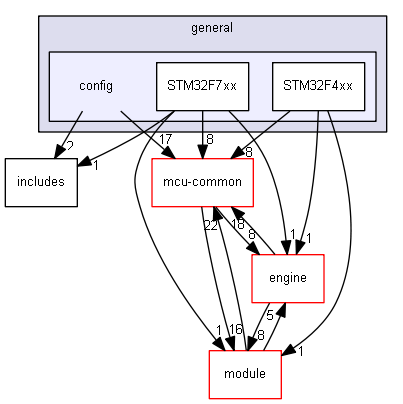 general
config
STM32F7xx
STM32F4xx
2
17
8
8
1
includes
mcu-common
22
18
8
1
1
engine
5
1
16
8
1
module